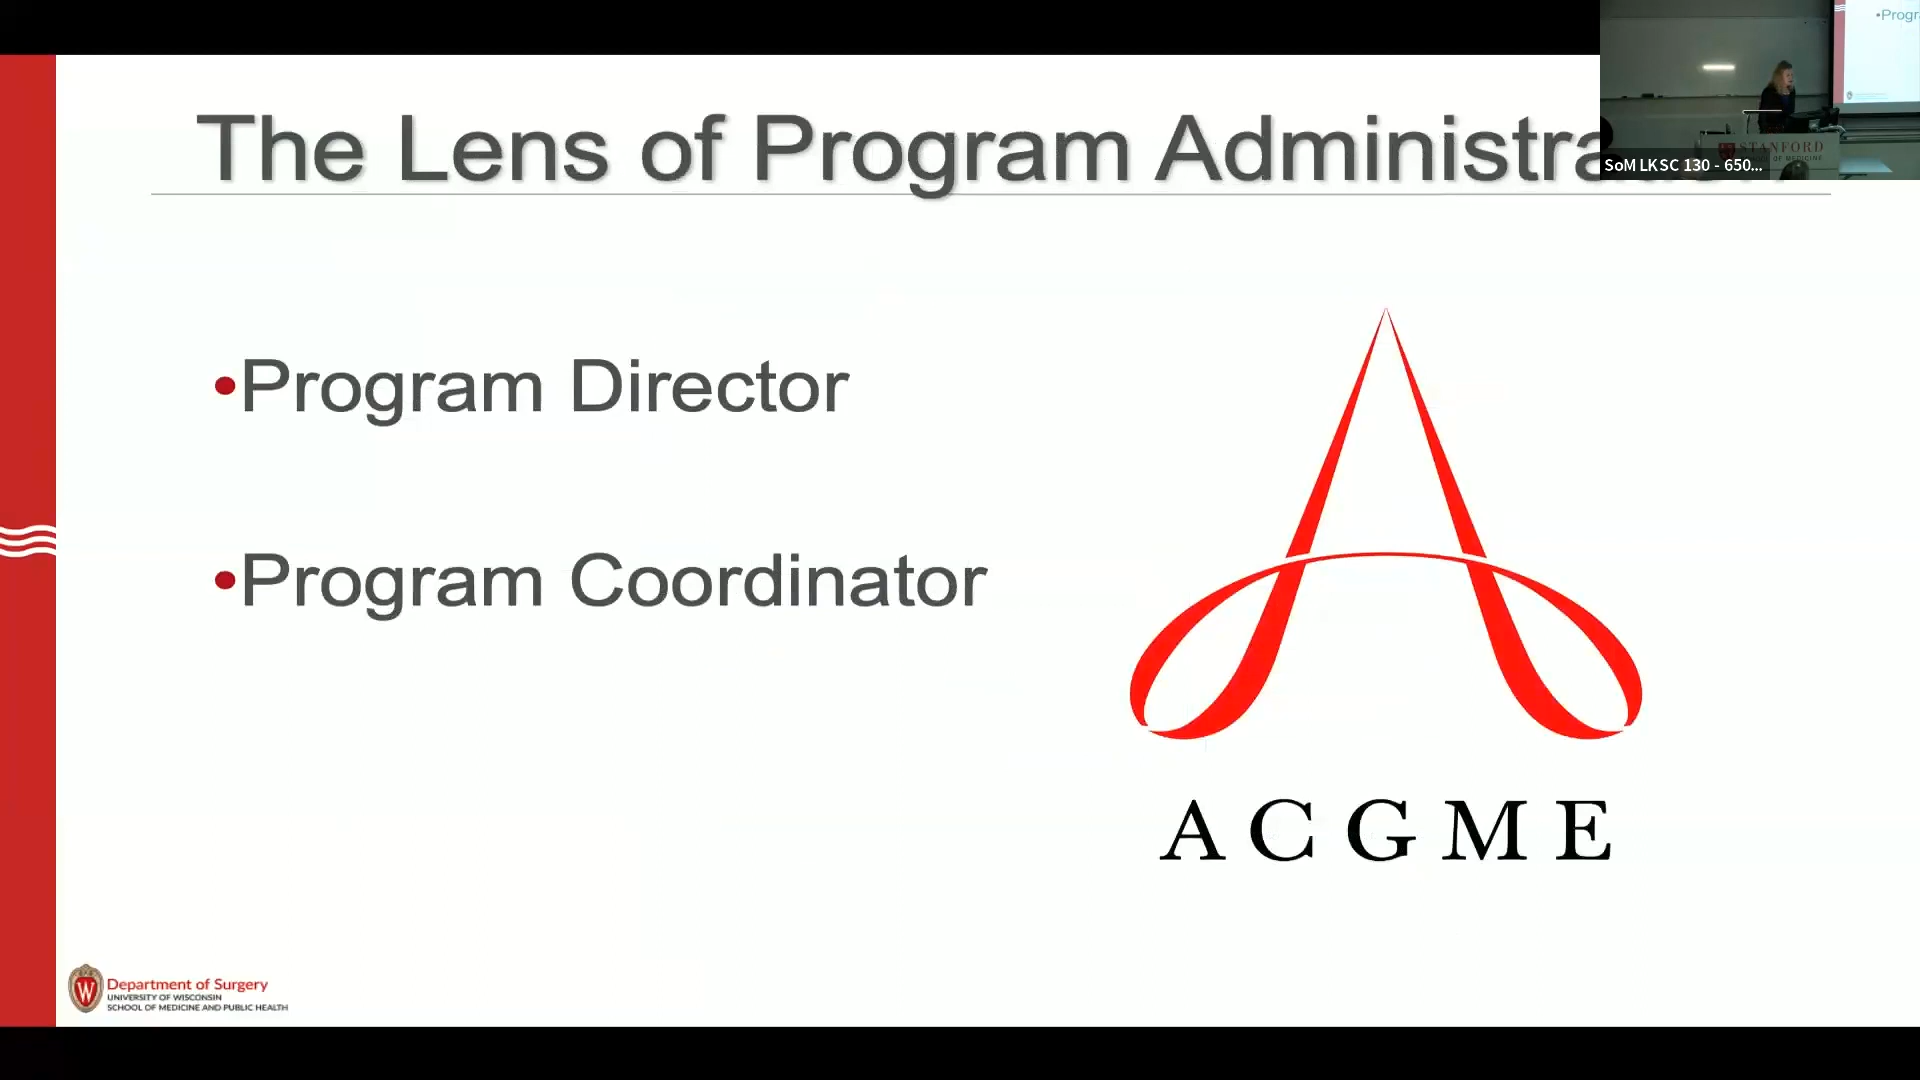 The Lens of Program Administra
•Program Director
•Program Coordinator
ACGME
Department of Surgery
UNIVERSITY OF WISCONSIN
SCHOOL OF MEDICINE AND PUBLIC HEALTH
•Progr
STANFORD
SoM LKSC 130 - 650...